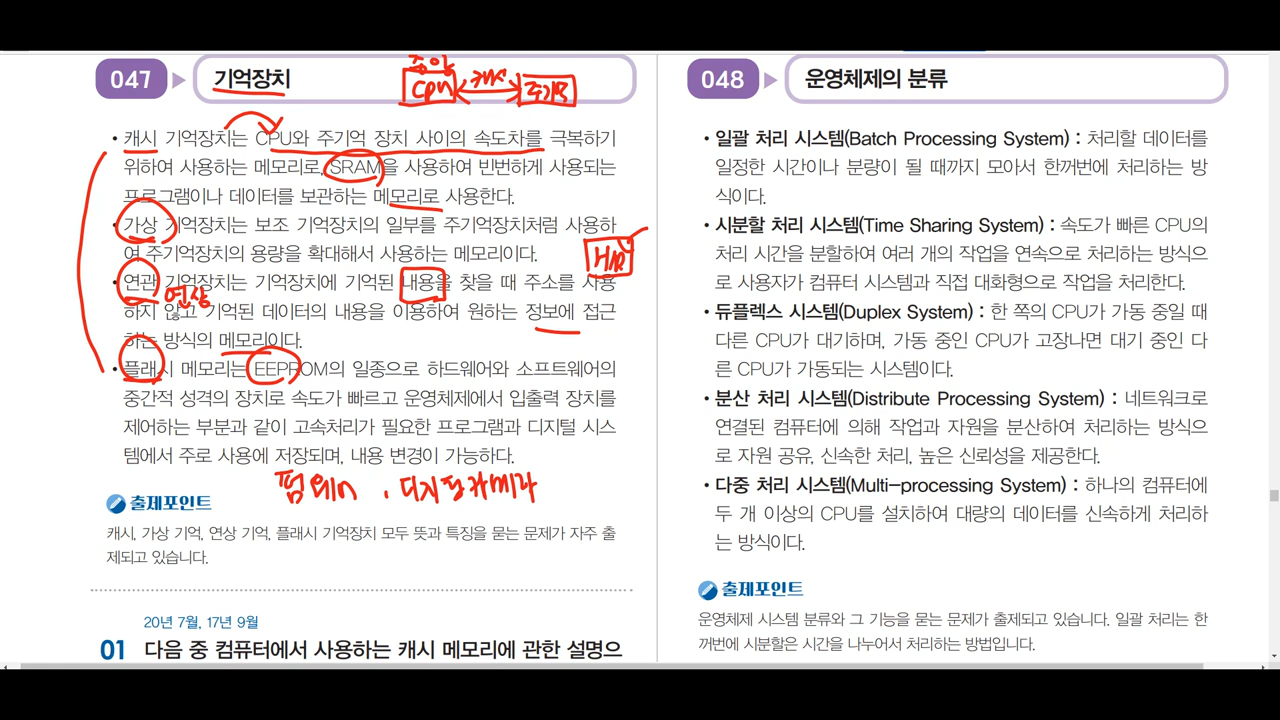 047
기억장치
중앙
CPU
캐시
주기억
• 캐시 기억장치는 CPU와 주기억 장치 사이의 속도차를 극복하기
위하여 사용하는 메모리로, SRAM을 사용하여 빈번하게 사용되는
프로그램이나 데이터를 보관하는 메모리로 사용한다.
• 가상 기억장치는 보조 기억장치의 일부를 주기억장치처럼 사용하
여 주기억장치의 용량을 확대해서 사용하는 메모리이다.
• 연관 기억장치는 기억장치에 기억된 내용을 찾을 때 주소를 사용
연상
하지 않고 기억된 데이터의 내용을 이용하여 원하는 정보에 접근
하는 방식의 메모리이다.
• 플래시 메모리는 EEPROM의 일종으로 하드웨어와 소프트웨어의
중간적 성격의 장치로 속도가 빠르고 운영체제에서 입출력 장치를
제어하는 부분과 같이 고속처리가 필요한 프로그램과 디지털 시스
템에서 주로 사용에 저장되며, 내용 변경이 가능하다.
펌웨어 , 디지털카메라
출제포인트
캐시, 가상 기억, 연상 기억, 플래시 기억장치 모두 뜻과 특징을 묻는 문제가 자주 출
제되고 있습니다.
20년 7월, 17년 9월
01 다음 중 컴퓨터에서 사용하는 캐시 메모리에 관한 설명으
048
운영체제의 분류
• 일괄 처리 시스템(Batch Processing System) : 처리할 데이터를
일정한 시간이나 분량이 될 때까지 모아서 한꺼번에 처리하는 방
식이다.
• 시분할 처리 시스템(Time Sharing System) : 속도가 빠른 CPU의
처리 시간을 분할하여 여러 개의 작업을 연속으로 처리하는 방식으
로 사용자가 컴퓨터 시스템과 직접 대화형으로 작업을 처리한다.
• 듀플렉스 시스템(Duplex System) : 한 쪽의 CPU가 가동 중일 때
다른 CPU가 대기하며, 가동 중인 CPU가 고장나면 대기 중인 다
른 CPU가 가동되는 시스템이다.
• 분산 처리 시스템(Distribute Processing System) : 네트워크로
연결된 컴퓨터에 의해 작업과 자원을 분산하여 처리하는 방식으
로 자원 공유, 신속한 처리, 높은 신뢰성을 제공한다.
• 다중 처리 시스템(Multi-processing System) : 하나의 컴퓨터에
두 개 이상의 CPU를 설치하여 대량의 데이터를 신속하게 처리하
는 방식이다.
출제포인트
운영체제 시스템 분류와 그 기능을 묻는 문제가 출제되고 있습니다. 일괄 처리는 한
꺼번에 시분할은 시간을 나누어서 처리하는 방법입니다.